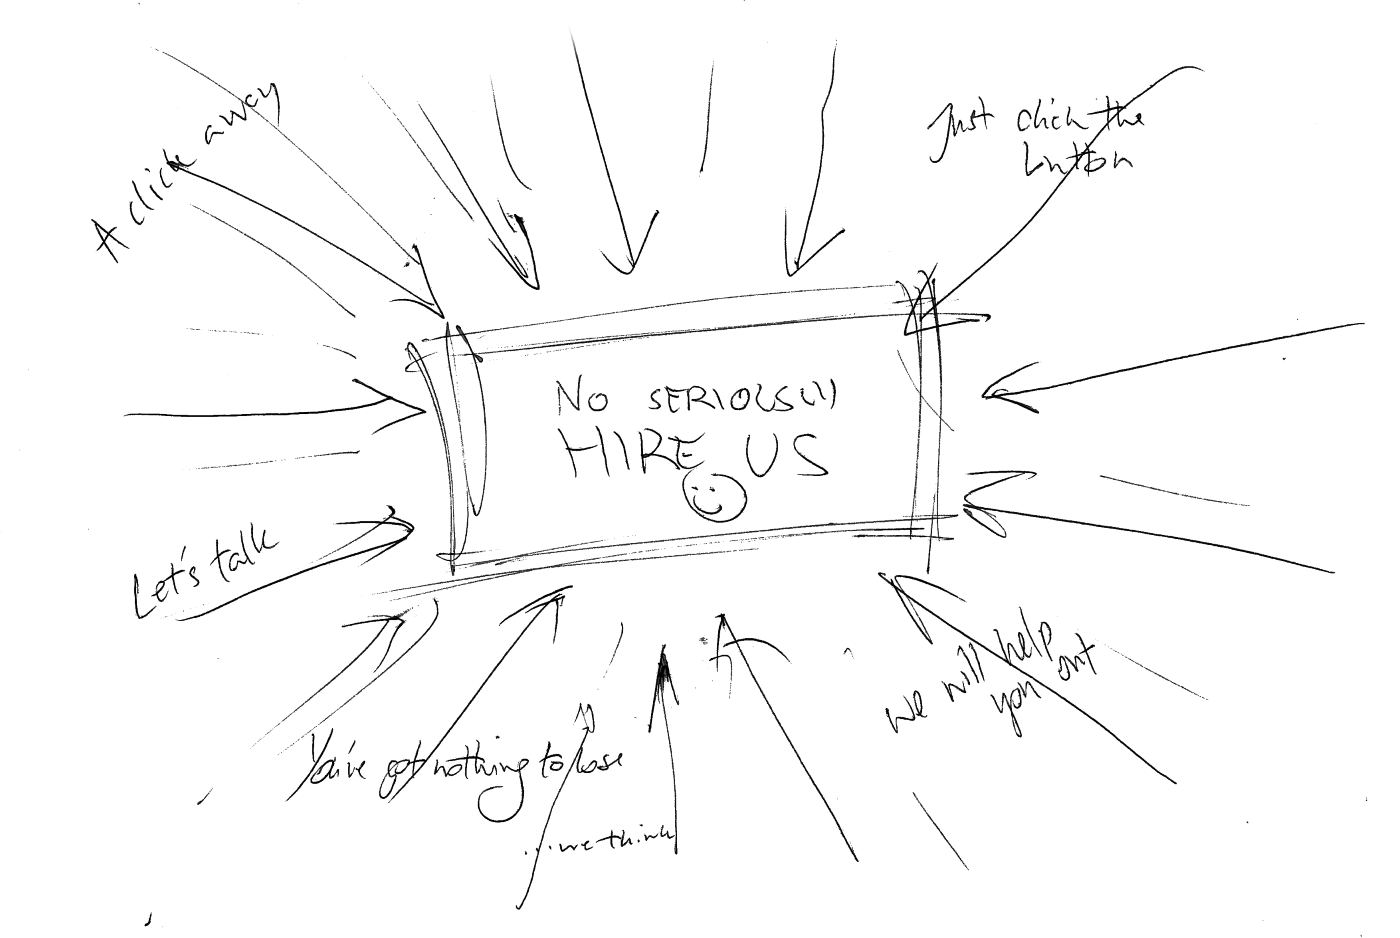 A click away
Just click the
button
NO SERIOUSLY
HIRE US
Let's talk
we will help
you out
You've got nothing to lose
...we think